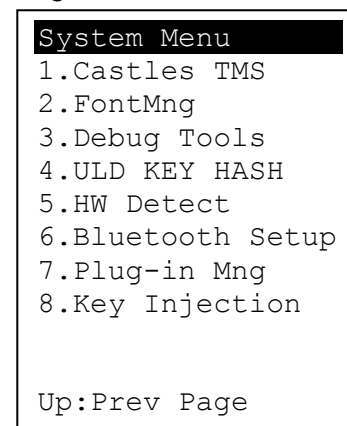 System Menu
1.Castles TMS
2.FontMng
3.Debug Tools
4.ULD KEY HASH
5.HW Detect
6.Bluetooth Setup
7.Plug-in Mng
8.Key Injection
Up:Prev Page